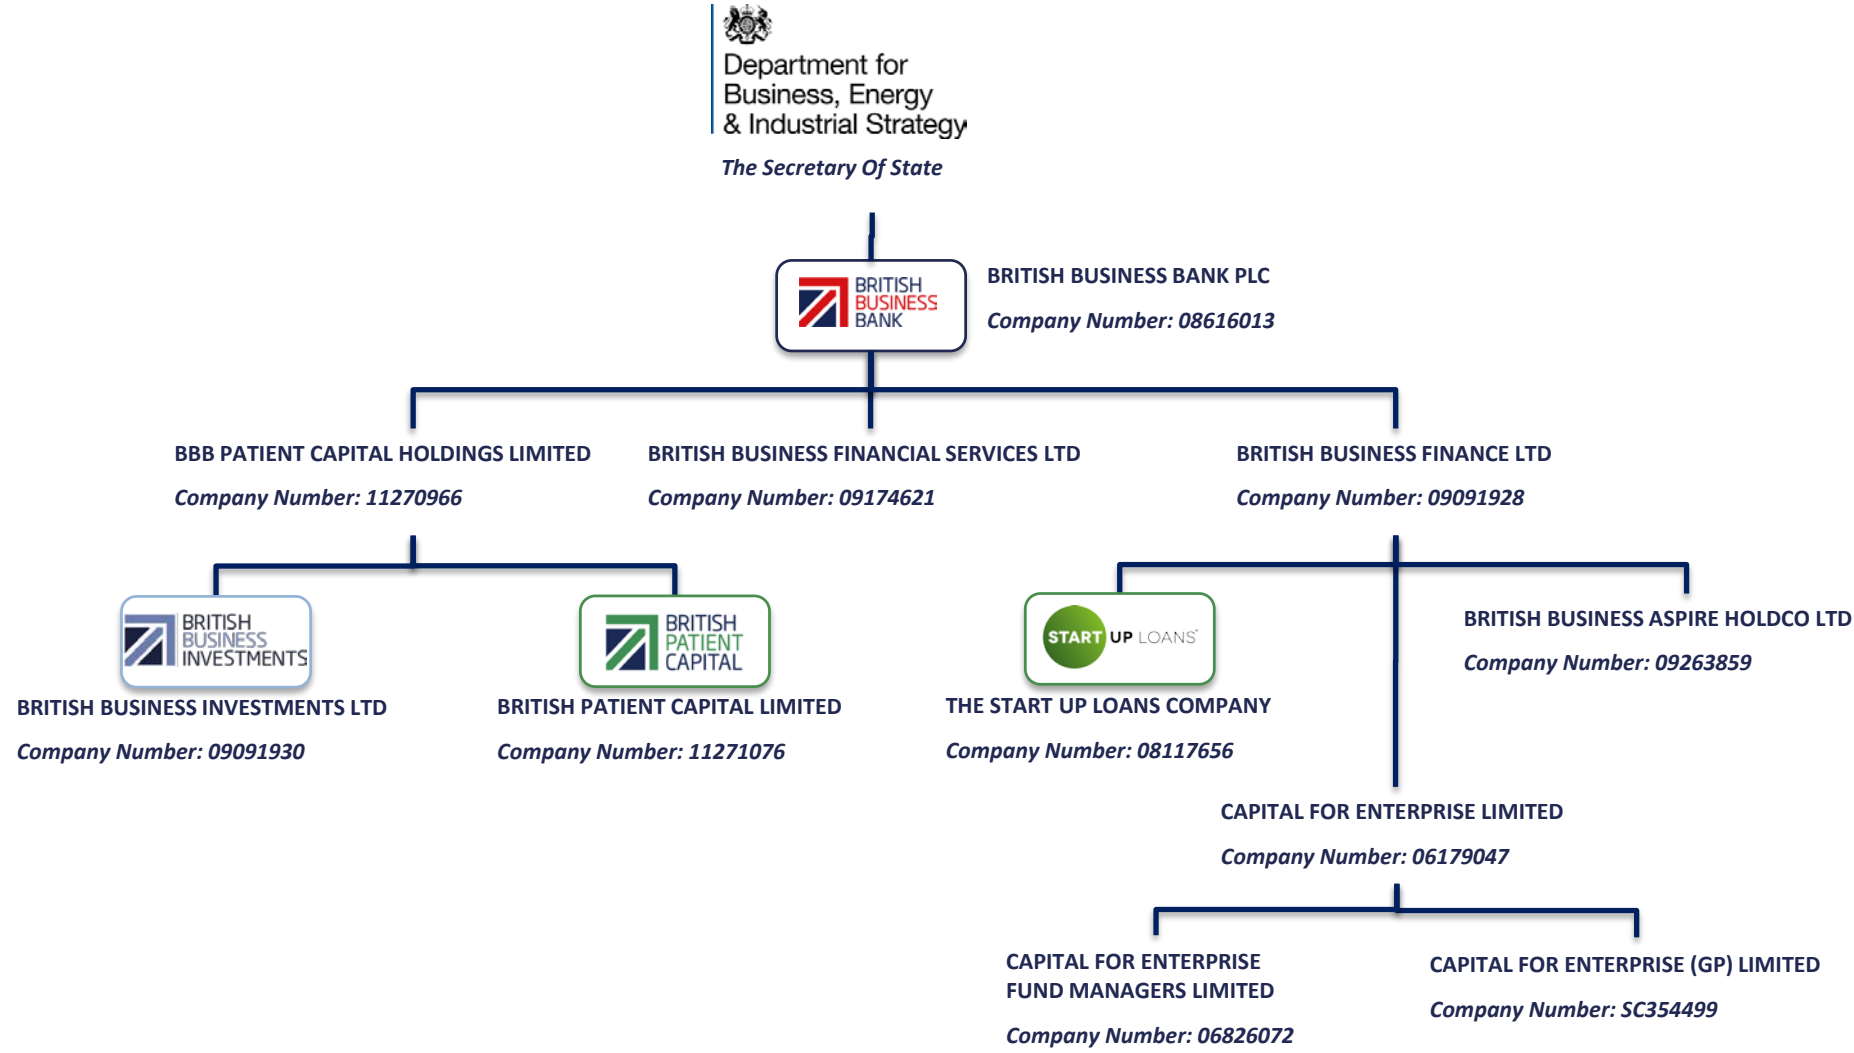 Department for
Business, Energy
& Industrial Strategy
The Secretary Of State
BRITISH
BUSINESS
BANK
BRITISH BUSINESS BANK PLC
Company Number: 08616013
BBB PATIENT CAPITAL HOLDINGS LIMITED
Company Number: 11270966
BRITISH BUSINESS FINANCIAL SERVICES LTD
Company Number: 09174621
BRITISH BUSINESS FINANCE LTD
Company Number: 09091928
BRITISH
BUSINESS
INVESTMENTS
BRITISH BUSINESS INVESTMENTS LTD
Company Number: 09091930
BRITISH
PATIENT
CAPITAL
BRITISH PATIENT CAPITAL LIMITED
Company Number: 11271076
START UP LOANS
THE START UP LOANS COMPANY
Company Number: 08117656
BRITISH BUSINESS ASPIRE HOLDCO LTD
Company Number: 09263859
CAPITAL FOR ENTERPRISE LIMITED
Company Number: 06179047
CAPITAL FOR ENTERPRISE
FUND MANAGERS LIMITED
Company Number: 06826072
CAPITAL FOR ENTERPRISE (GP) LIMITED
Company Number: SC354499